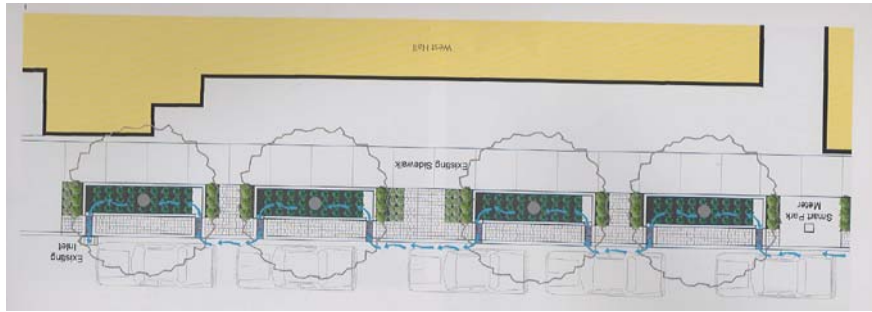 West Hall
Existing Sidewalk
Smart Park
Meter
Existing
Inlet